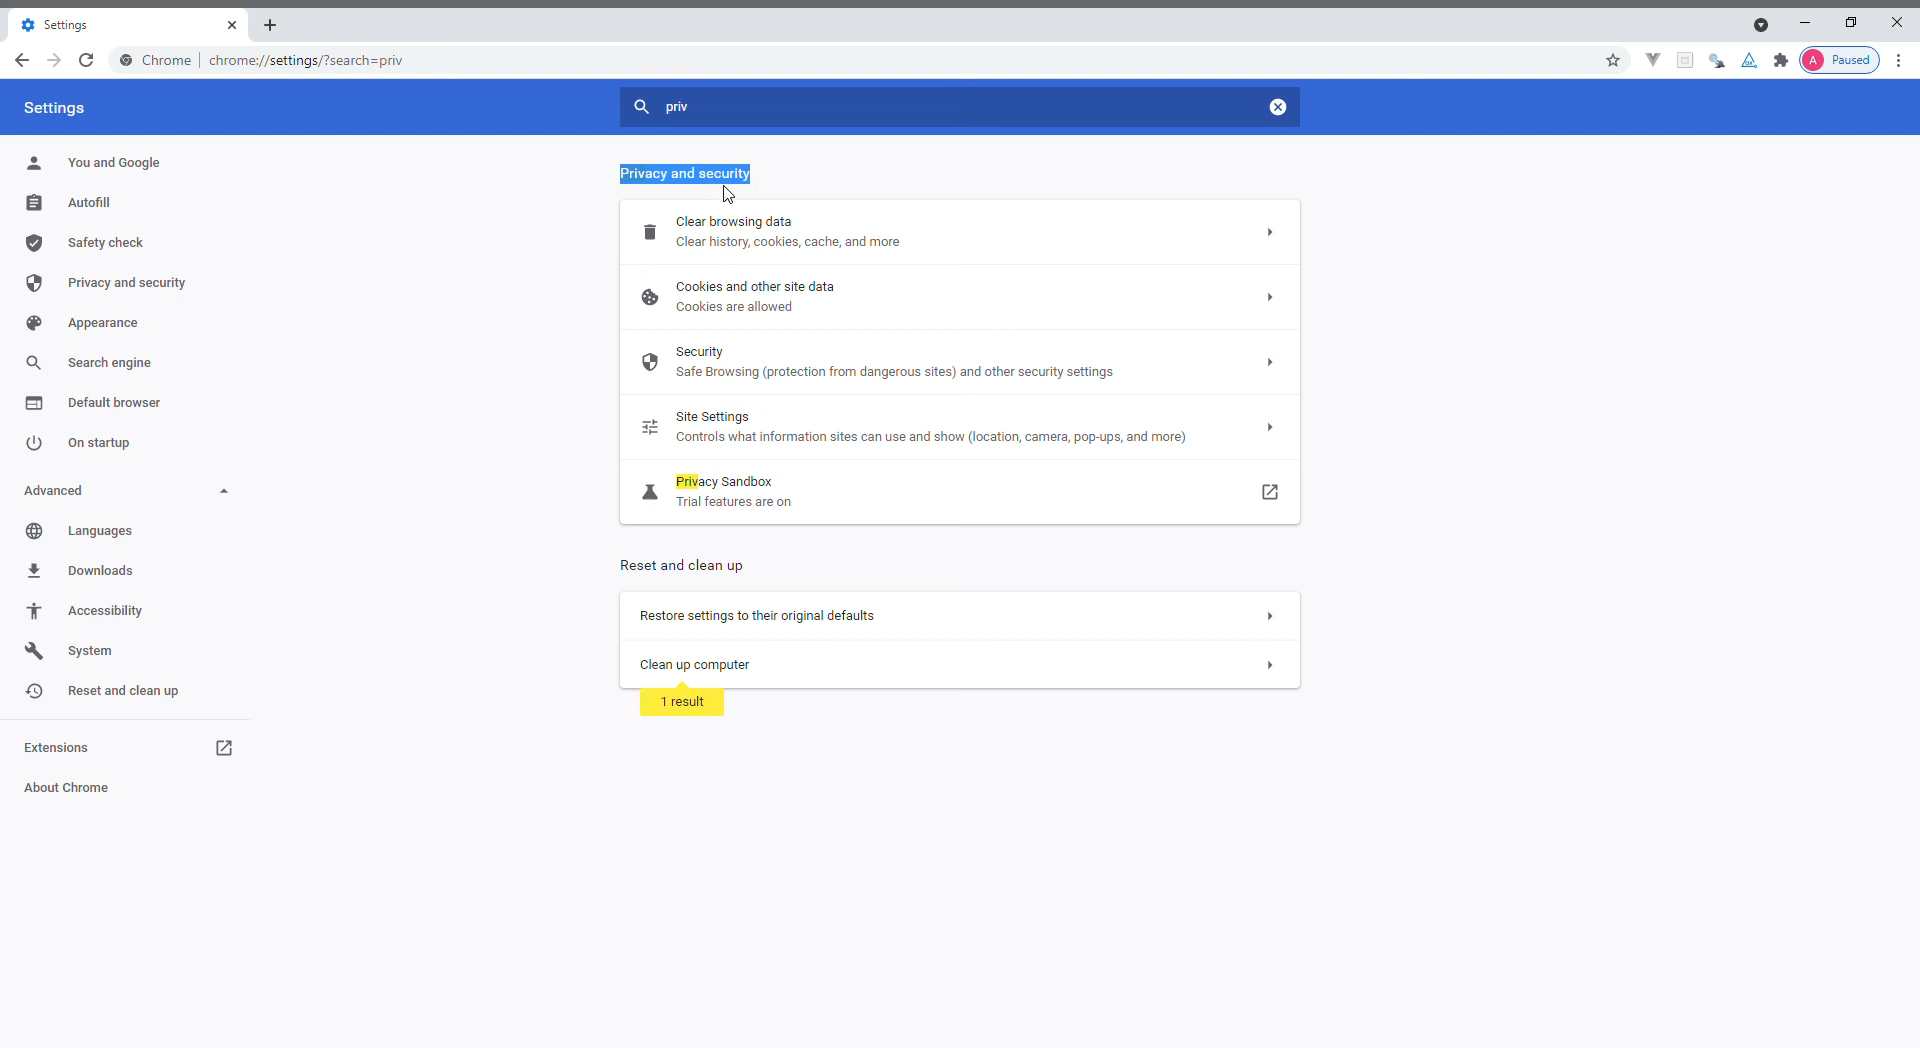 Settings
Chrome chrome://settings/?search=priv
A Paused
Settings
priv
You and Google
Autofill
Safety check
Privacy and security
Appearance
Search engine
Default browser
On startup
Advanced
Languages
Downloads
Accessibility
System
Reset and clean up
Extensions
About Chrome
Privacy and security
Clear browsing data
Clear history, cookies, cache, and more
Cookies and other site data
Cookies are allowed
Security
Safe Browsing (protection from dangerous sites) and other security settings
Site Settings
Controls what information sites can use and show (location, camera, pop-ups, and more)
Privacy Sandbox
Trial features are on
Reset and clean up
Restore settings to their original defaults
Clean up computer
1 result